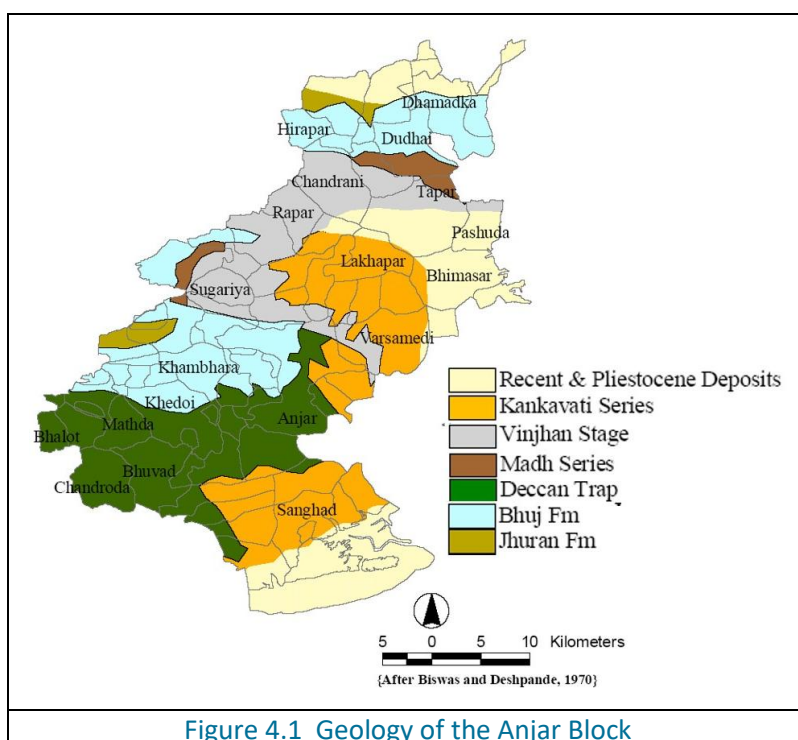 Dhamadka
Hirapar
Dudhai
Chandrani
Tapar
Rapar
Pashuda
Lakhapar
Bhimasar
Sugariya
Varsamedi
Khambhara
Khedoi
Mathda
Anjar
Bhalot
Bhuvad
Chandroda
Sanghad
Recent & Pliestocene Deposits
Kankavati Series
Vinjhan Stage
Madh Series
Deccan Trap
Bhuj Fm
Jhuran Fm
5 0 5 10 Kilometers
{After Biswas and Deshpande, 1970}
Figure 4.1 Geology of the Anjar Block